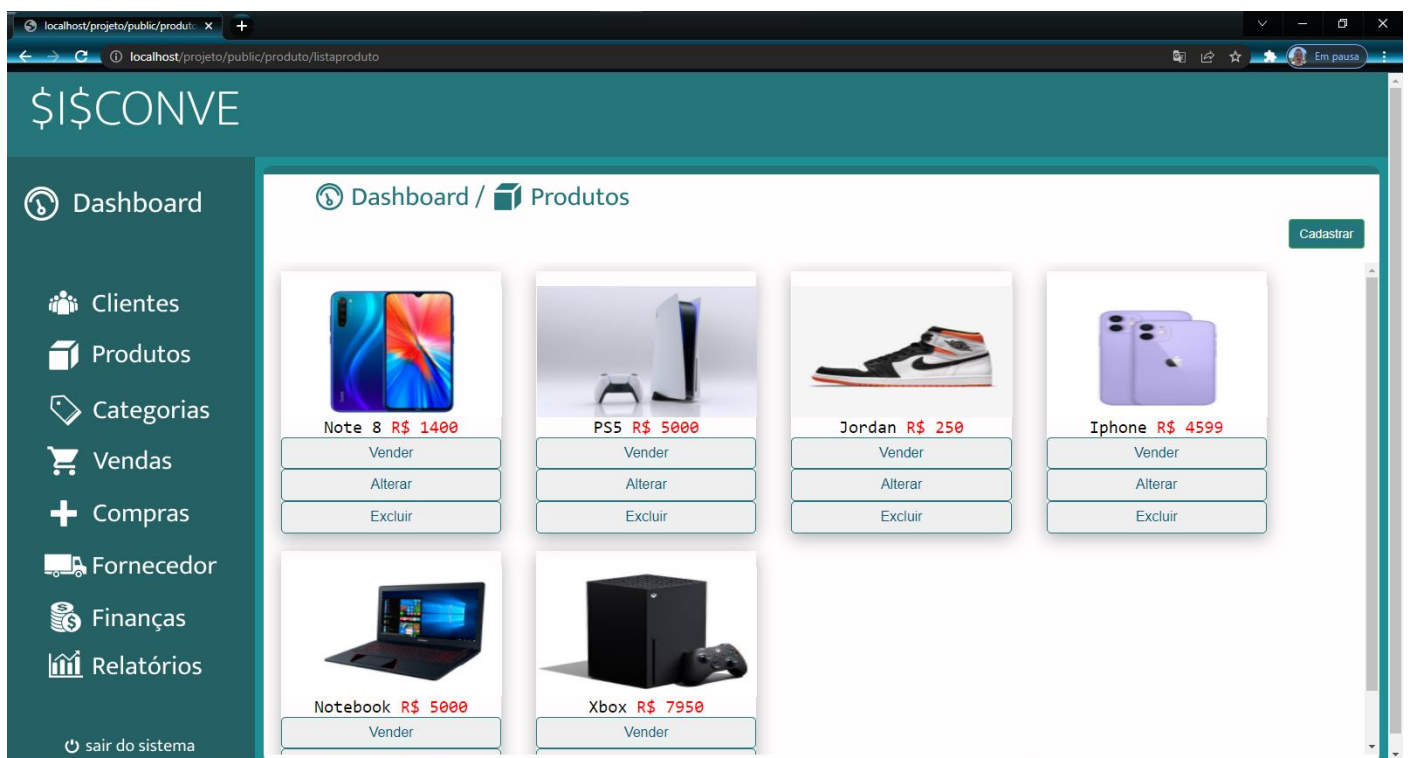 localhost/projeto/public/produto
localhost/projeto/public/produto/listaproduto
Em pausa
$I$CONVE
Dashboard
Clientes
Produtos
Categorias
Vendas
Compras
Fornecedor
Finanças
Relatórios
sair do sistema
Dashboard / Produtos
Cadastrar
Note 8 R$ 1400
Vender
Alterar
Excluir
PS5 R$ 5000
Vender
Alterar
Excluir
Jordan R$ 250
Vender
Alterar
Excluir
Iphone R$ 4599
Vender
Alterar
Excluir
Notebook R$ 5000
Vender
Xbox R$ 7950
Vender